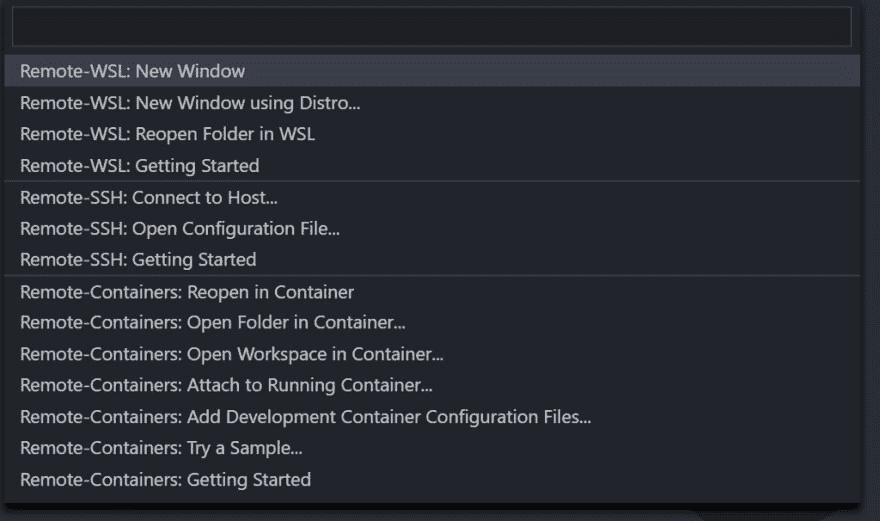 Remote-WSL: New Window
Remote-WSL: New Window using Distro...
Remote-WSL: Reopen Folder in WSL
Remote-WSL: Getting Started
Remote-SSH: Connect to Host...
Remote-SSH: Open Configuration File...
Remote-SSH: Getting Started
Remote-Containers: Reopen in Container
Remote-Containers: Open Folder in Container...
Remote-Containers: Open Workspace in Container...
Remote-Containers: Attach to Running Container...
Remote-Containers: Add Development Container Configuration Files...
Remote-Containers: Try a Sample...
Remote-Containers: Getting Started